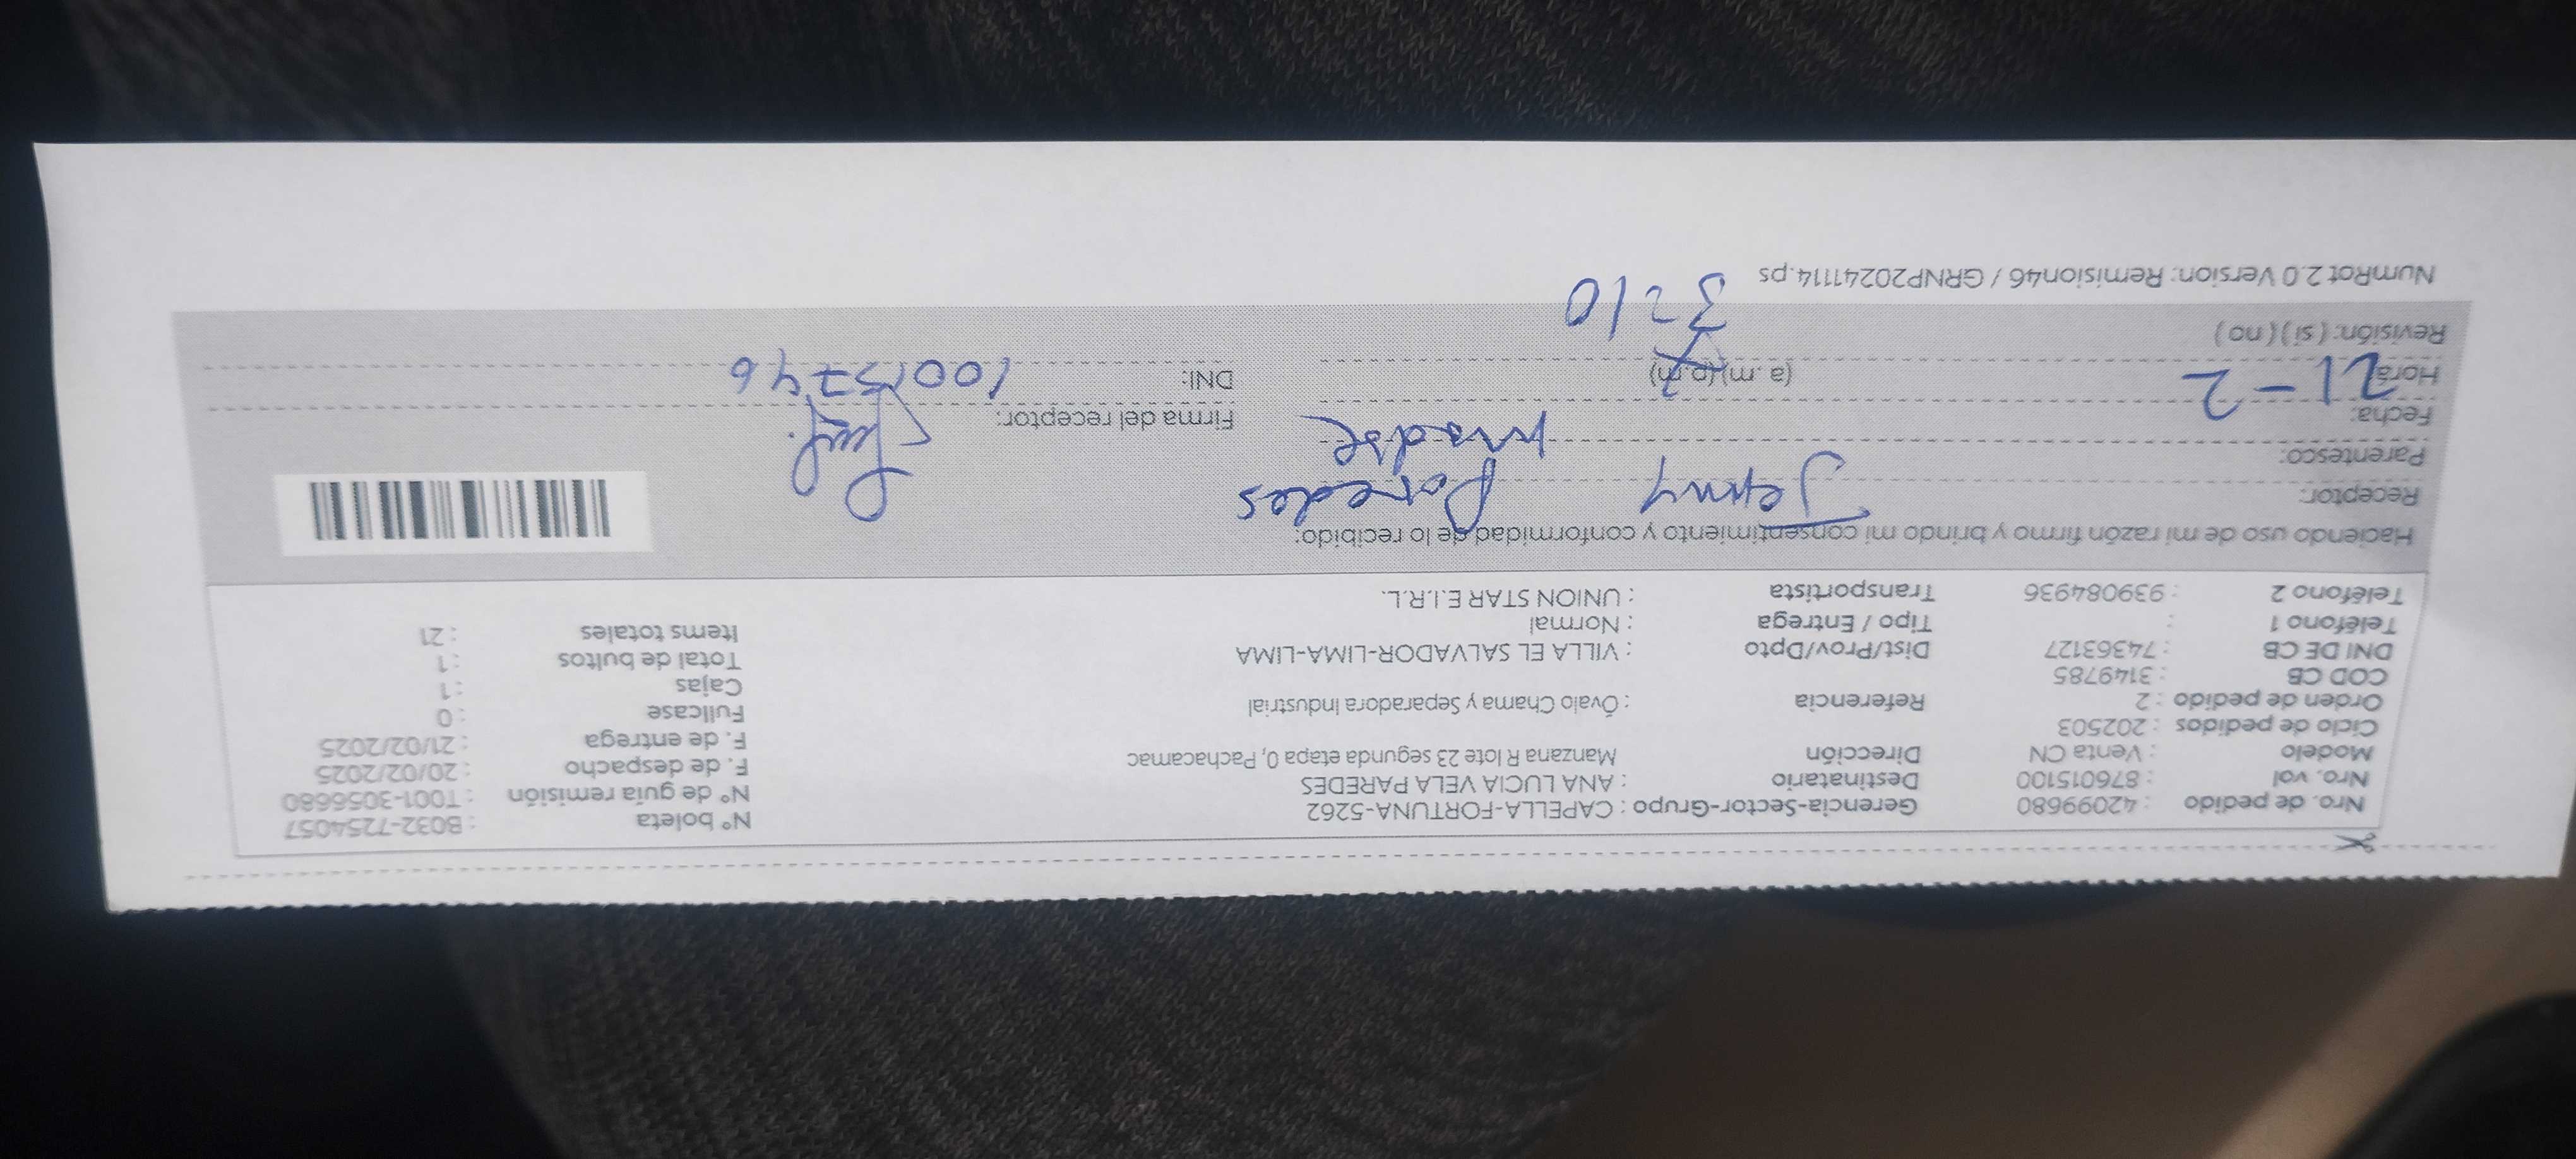 Nro. de pedido : 42099680 Gerencia-Sector-Grupo : CAPELLA-FORTUNA-5262 N° boleta : B032-7254057
Nro. vol : 876015100 Destinatario : ANA LUCIA VELA PAREDES N° de guía remisión : T001-3056680
Modelo : Venta CN Dirección Manzana R lote 23 segunda etapa 0, Pachacamac F. de despacho : 20/02/2025
Ciclo de pedidos : 202503 F. de entrega : 21/02/2025
Orden de pedido : 2 Referencia : Óvalo Chama y Separadora Industrial Fullcase : 0
COD CB : 3149785 Cajas : 1
DNI DE CB : 74363127 Dist/Prov/Dpto : VILLA EL SALVADOR-LIMA-LIMA Total de bultos : 1
Teléfono 1 : Tipo / Entrega : Normal Items totales : 21
Teléfono 2 : 939084936 Transportista : UNION STAR E.I.R.L.
Haciendo uso de mi razón firmo y brindo mi consentimiento y conformidad de lo recibido:
Receptor: Jenny Paredes
Parentesco: Madre
Fecha: 21-2 Firma del receptor:
Hora: (a.m)(p.m) DNI: 10015746
Revisión: (si)(no) 3:10
NumRot 2.0 Version: Remision46 / GRNP20241114.ps